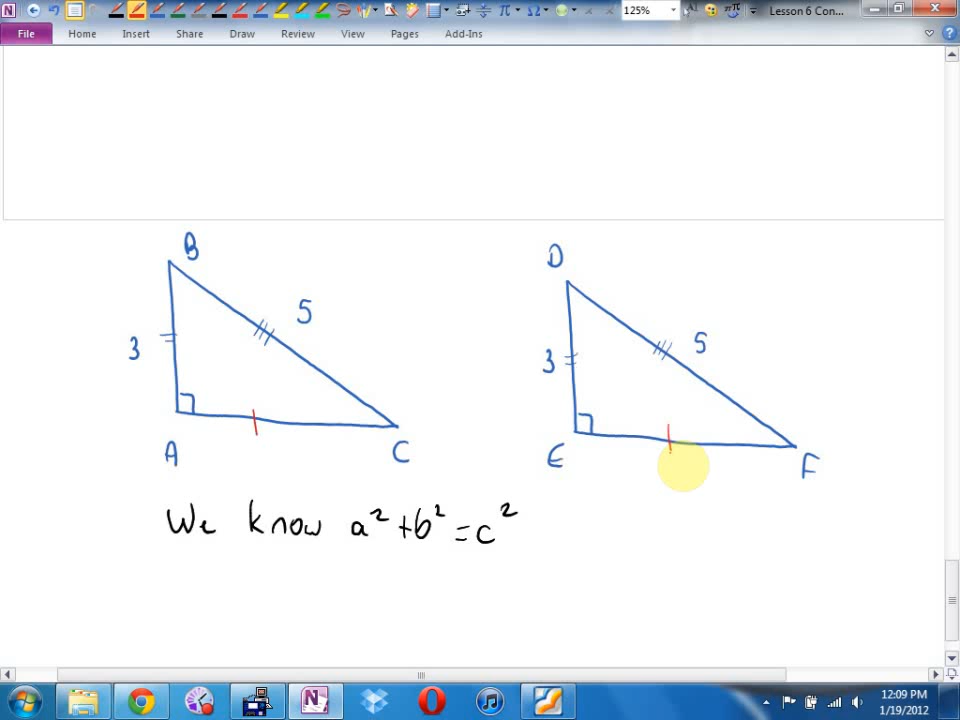 125% Lesson 6 Con...
File Home Insert Share Draw Review View Pages Add-Ins
B
D
5
3
5
3
A
C
E
F
We know a²+b²=c²
12:09 PM
1/19/2012